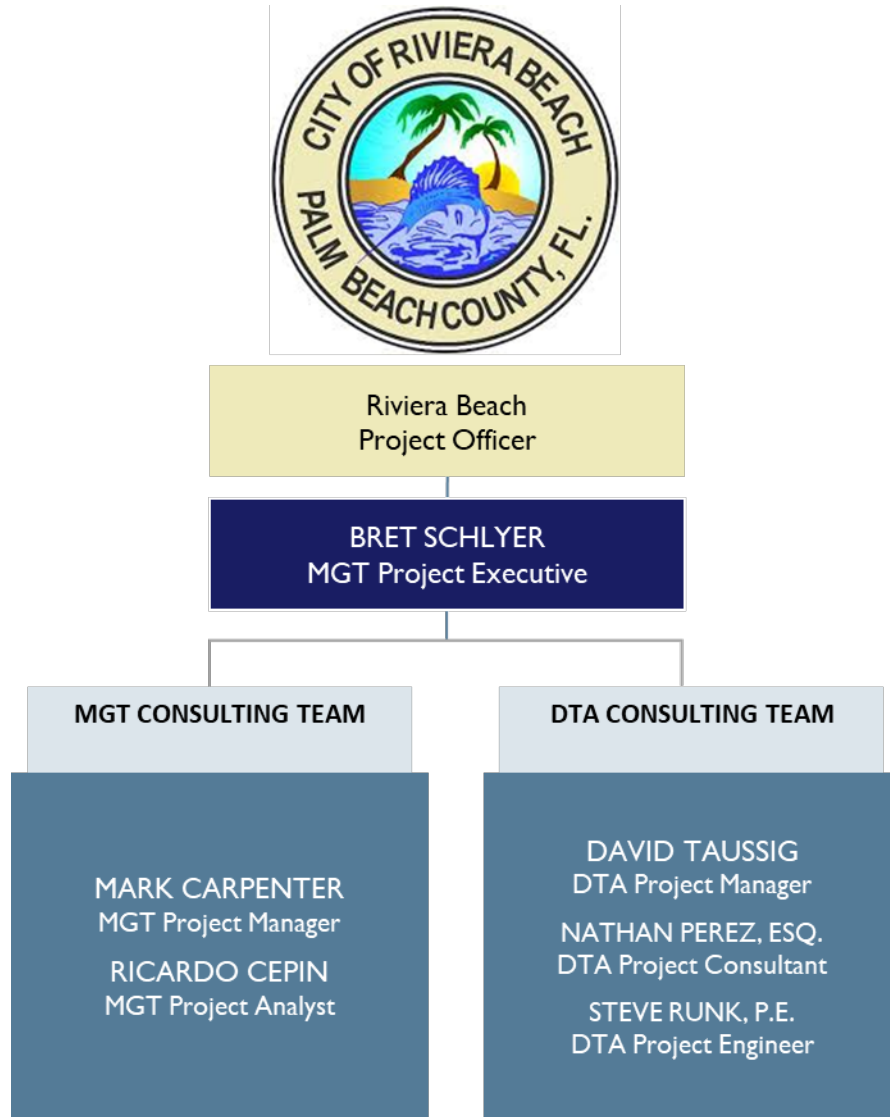 CITY OF RIVIERA BEACH
PALM BEACH COUNTY, FL.
Riviera Beach
Project Officer
BRET SCHLYER
MGT Project Executive
MGT CONSULTING TEAM
MARK CARPENTER
MGT Project Manager
RICARDO CEPIN
MGT Project Analyst
DTA CONSULTING TEAM
DAVID TAUSSIG
DTA Project Manager
NATHAN PEREZ, ESQ.
DTA Project Consultant
STEVE RUNK, P.E.
DTA Project Engineer